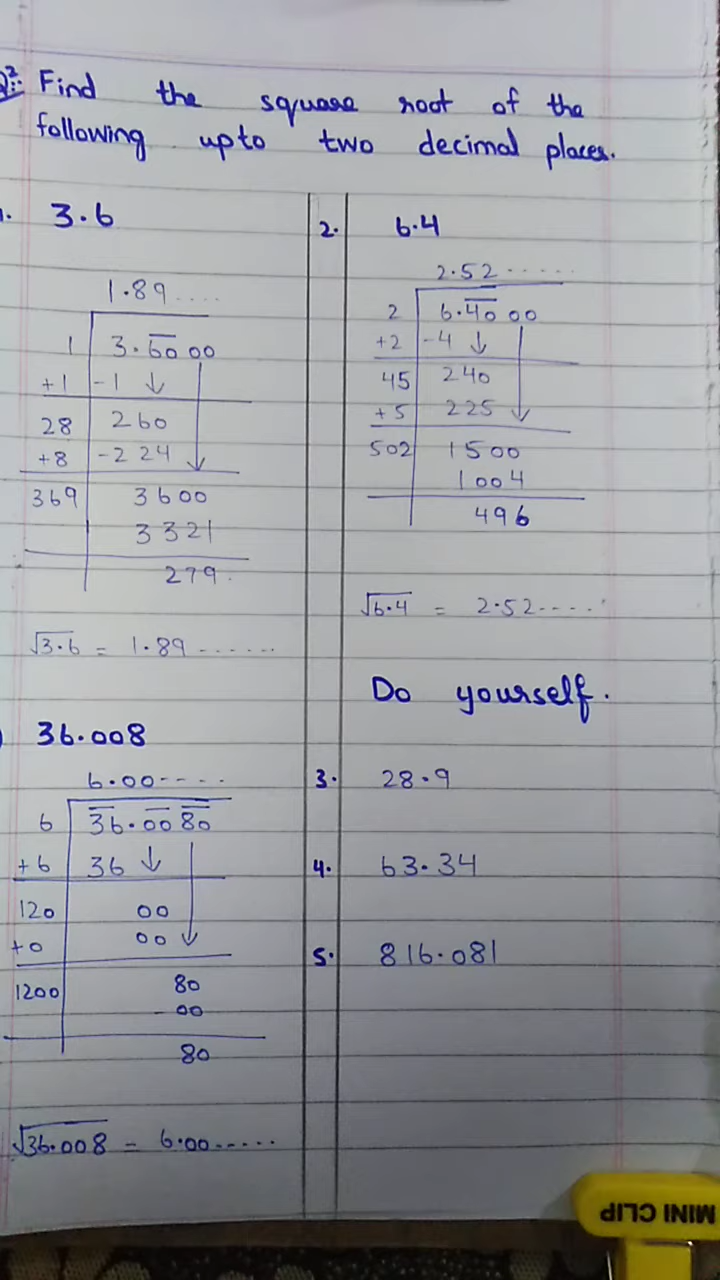 Q2:- Find the square root of the
following upto two decimal places.
1. 3.6
1.89....
1 3.60 00
+1 -1
28 260
+8 -224
369 3600
3321
279.
√3.6 = 1.89......
2. 6.4
2.52.....
2 6.40 00
+2 -4
45 240
+5 225
502 1500
1004
496
√6.4 = 2.52....
) 36.008
6.00----.
6 36.00 80
+6 36
120 00
+0 00
1200 80
00
80
√36.008 = 6.00.....
Do yourself.
3. 28.9
4. 63.34
5. 816.081
MINI CLIP